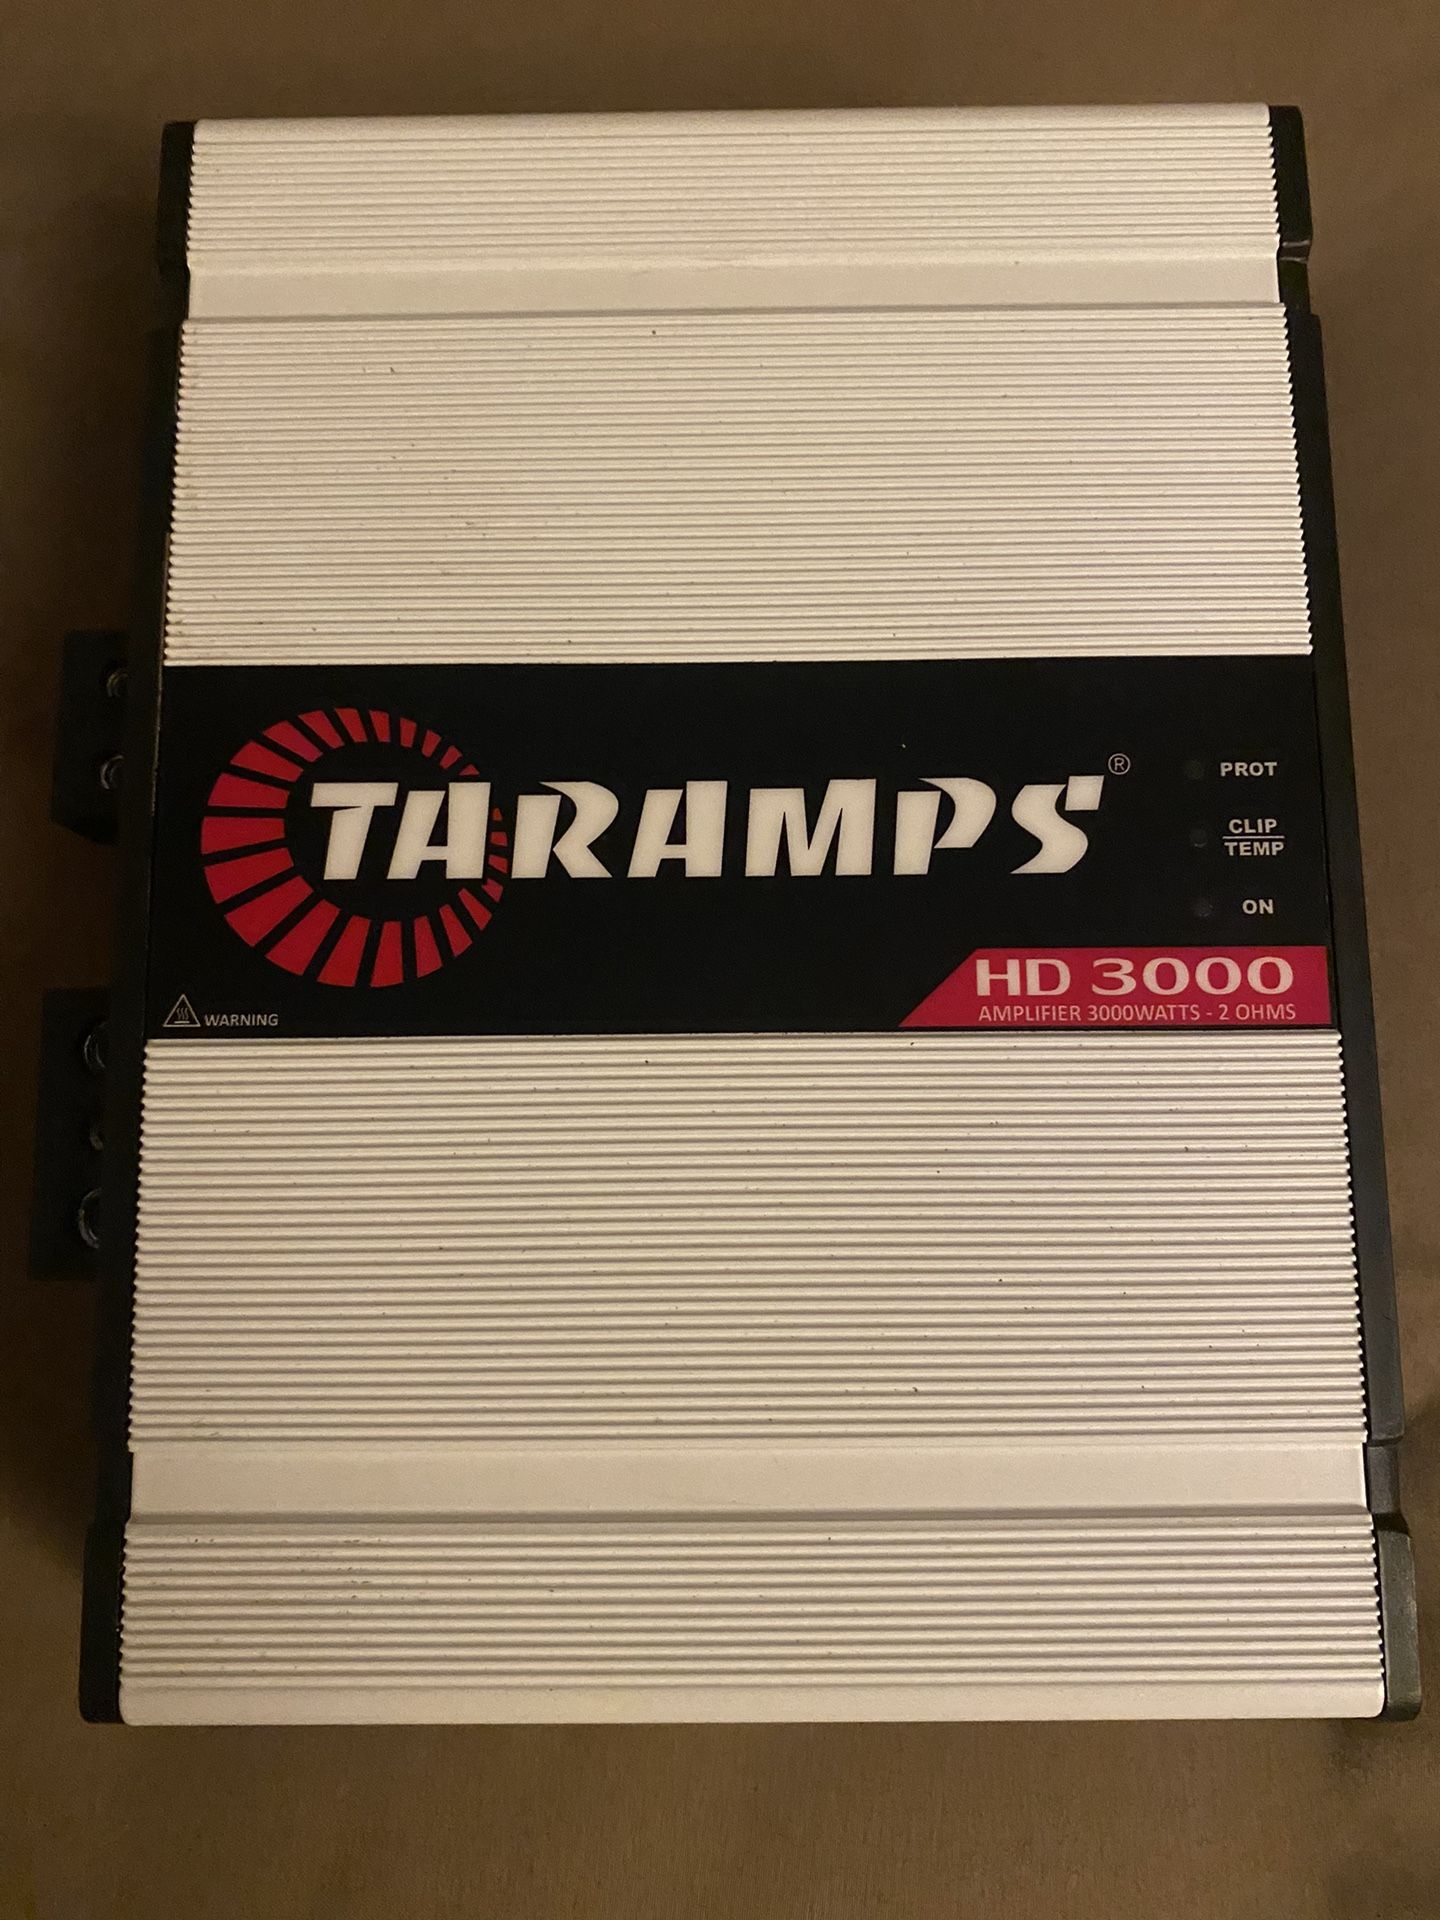 TARAMPS®
PROT
CLIP
TEMP
ON
HD 3000
AMPLIFIER 3000WATTS - 2 OHMS
WARNING